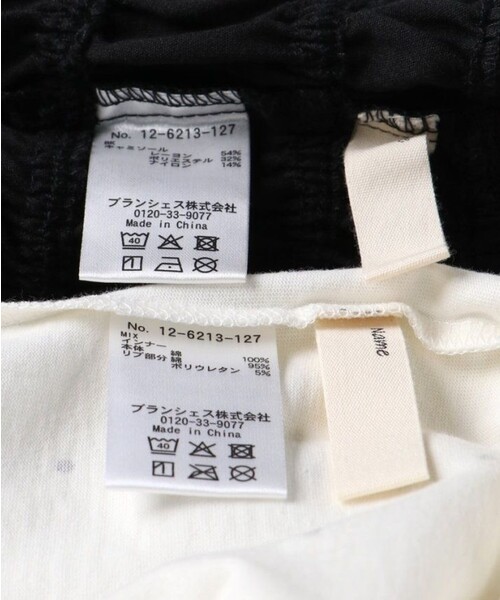 No. 12-6213-127
BK
キャミソール
レーヨン 54%
ポリエステル 32%
ナイロン 14%
ブランシェス株式会社
0120-33-9077
Made in China
40
No. 12-6213-127
MIX
インナー
本体 綿 100%
リブ部分 綿 95%
ポリウレタン 5%
ブランシェス株式会社
0120-33-9077
Made in China
40
Name